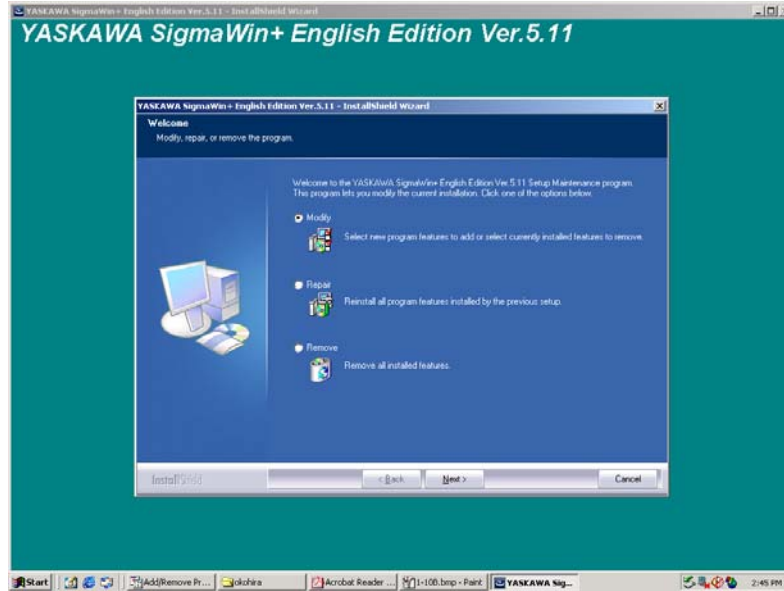 YASKAWA SigmaWin+ English Edition Ver.5.11 - InstallShield Wizard
YASKAWA SigmaWin+ English Edition Ver.5.11
YASKAWA SigmaWin+ English Edition Ver.5.11 - InstallShield Wizard
Welcome
Modify, repair, or remove the program.
Welcome to the YASKAWA SigmaWin+ English Edition Ver.5.11 Setup Maintenance program.
This program lets you modify the current installation. Click one of the options below.
Modify
Select new program features to add or select currently installed features to remove.
Repair
Reinstall all program features installed by the previous setup.
Remove
Remove all installed features.
InstallShield
< Back Next > Cancel
Start Add/Remove Pr... okohira Acrobat Reader ... 1-10B.bmp - Paint YASKAWA Sig... 2:45 PM